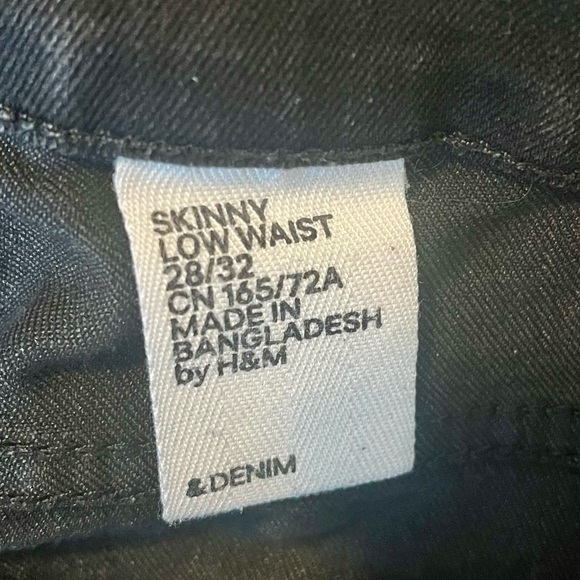 SKINNY
LOW WAIST
28/32
CN 165/72A
MADE IN
BANGLADESH
by H&M
& DENIM